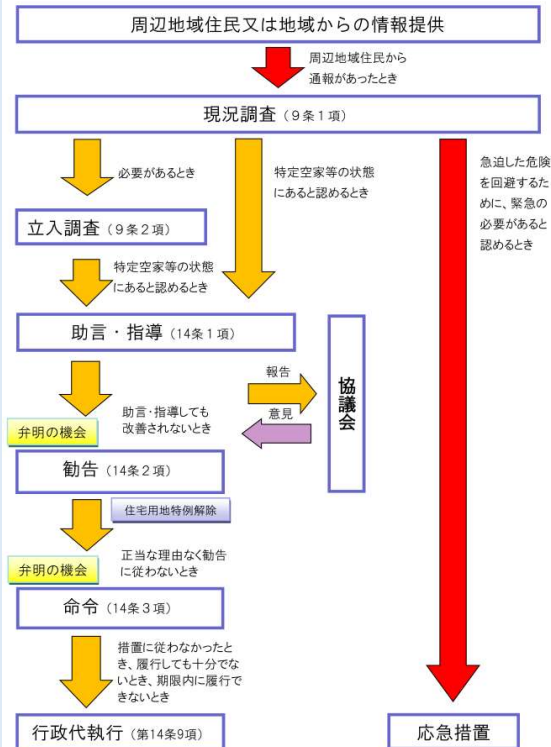 周辺地域住民又は地域からの情報提供
周辺地域住民から
通報があったとき
現況調査（9条1項）
必要があるとき
特定空家等の状態
にあると認めるとき
急迫した危険
を回避するた
めに、緊急の
必要があると
認めるとき
立入調査（9条2項）
特定空家等の状態
にあると認めるとき
助言・指導（14条1項）
報告
意見
協議会
助言・指導しても
改善されないとき
弁明の機会
勧告（14条2項）
住宅用地特例解除
正当な理由なく勧告
に従わないとき
弁明の機会
命令（14条3項）
措置に従わなかったと
き、履行しても十分でな
いとき、期限内に履行で
きないとき
行政代執行（第14条9項）
応急措置